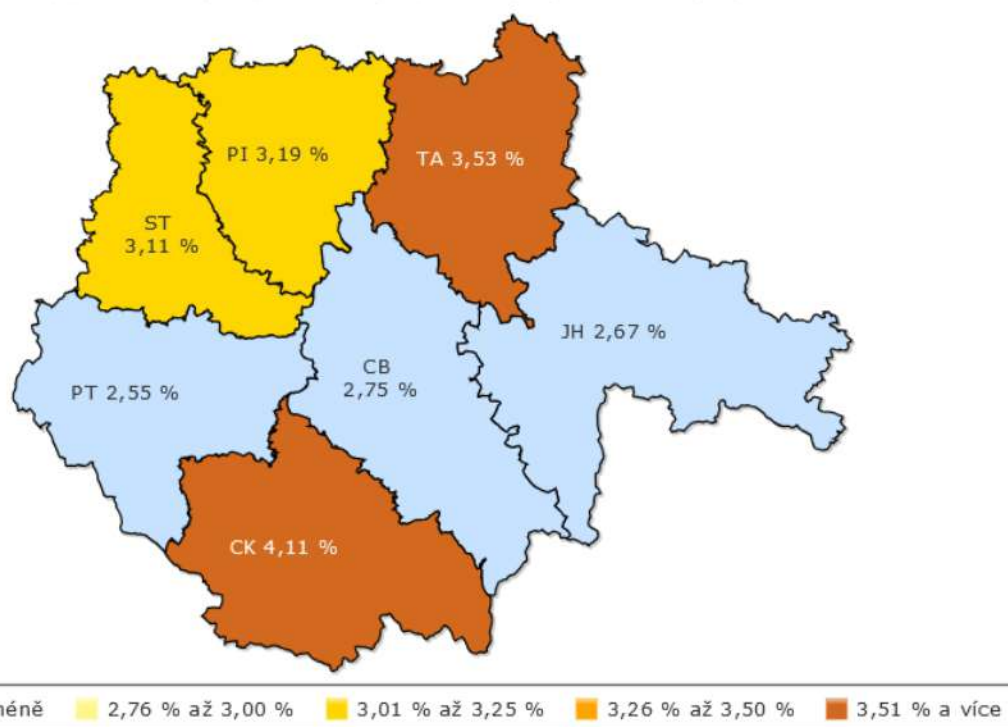 TA 3,53 %
PI 3,19 %
ST
3,11 %
JH 2,67 %
CB
2,75 %
PT 2,55 %
CK 4,11 %
méně 2,76 % až 3,00 % 3,01 % až 3,25 % 3,26 % až 3,50 % 3,51 % a více